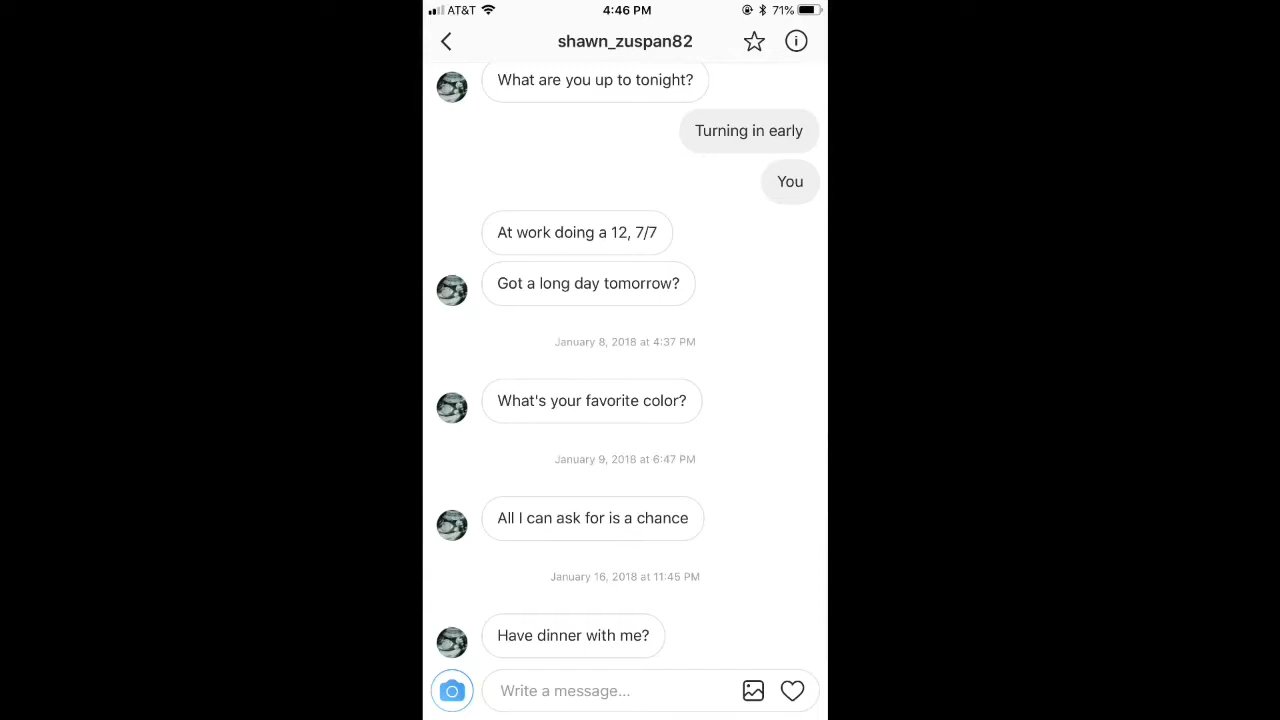 AT&T 4:46 PM 71%
shawn_zuspan82
What are you up to tonight?
Turning in early
You
At work doing a 12, 7/7
Got a long day tomorrow?
January 8, 2018 at 4:37 PM
What's your favorite color?
January 9, 2018 at 6:47 PM
All I can ask for is a chance
January 16, 2018 at 11:45 PM
Have dinner with me?
Write a message...